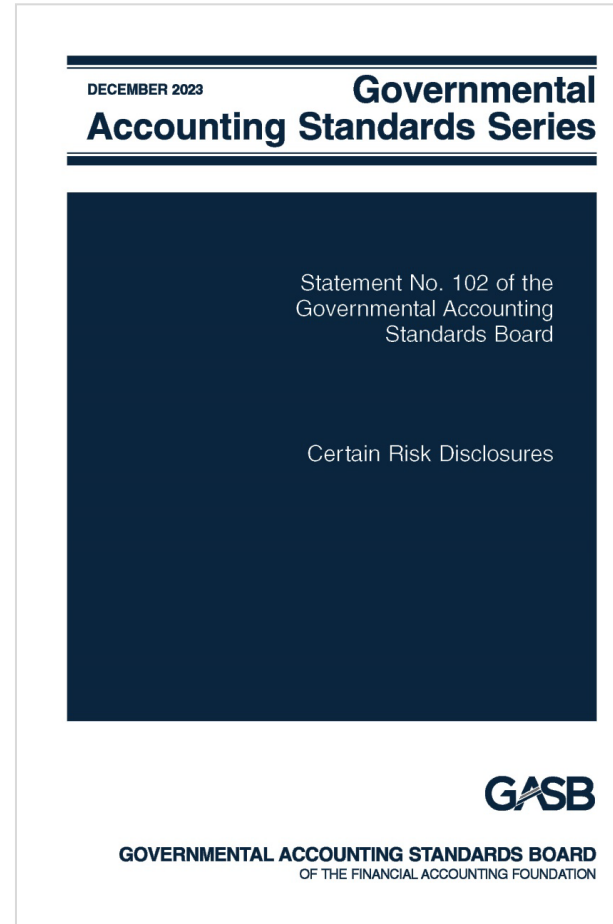 DECEMBER 2023
Governmental
Accounting Standards Series
Statement No. 102 of the
Governmental Accounting
Standards Board
Certain Risk Disclosures
GASB
GOVERNMENTAL ACCOUNTING STANDARDS BOARD
OF THE FINANCIAL ACCOUNTING FOUNDATION